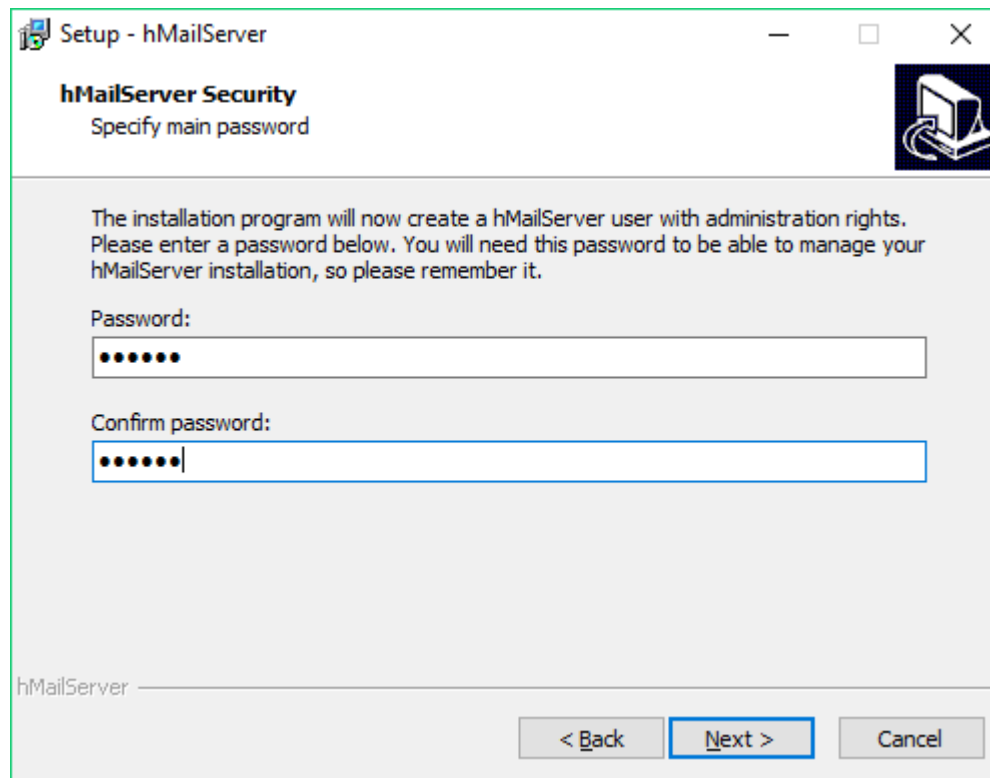 Setup - hMailServer
hMailServer Security
Specify main password
The installation program will now create a hMailServer user with administration rights.
Please enter a password below. You will need this password to be able to manage your
hMailServer installation, so please remember it.
Password:
••••••
Confirm password:
••••••
hMailServer
< Back
Next >
Cancel